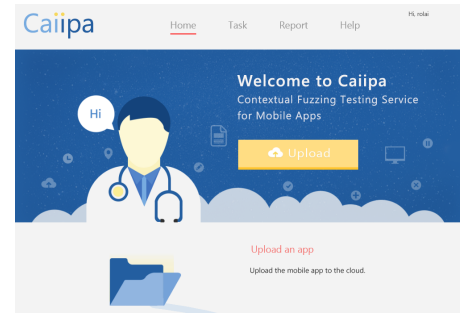 Caiipa
Home Task Report Help
Hi, rolai
Hi
Welcome to Caiipa
Contextual Fuzzing Testing Service
for Mobile Apps
Upload
Upload an app
Upload the mobile app to the cloud.